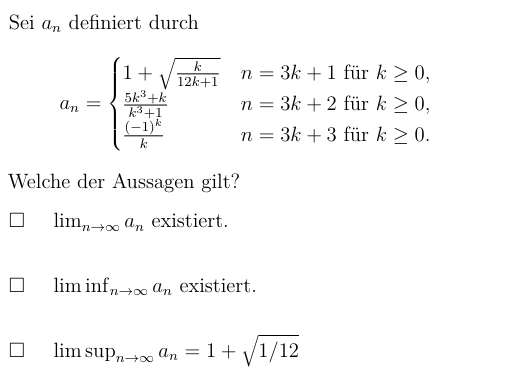 Sei $a_n$ definiert durch
$a_n = \begin{cases} 1 + \sqrt{\frac{k}{12k+1}} & n = 3k + 1 \text{ für } k \geq 0, \\ \frac{5k^3+k}{k^3+1} & n = 3k + 2 \text{ für } k \geq 0, \\ \frac{(-1)^k}{k} & n = 3k + 3 \text{ für } k \geq 0. \end{cases}$
Welche der Aussagen gilt?
☐ $\lim_{n\to\infty} a_n$ existiert.
☐ $\liminf_{n\to\infty} a_n$ existiert.
☐ $\limsup_{n\to\infty} a_n = 1 + \sqrt{1/12}$